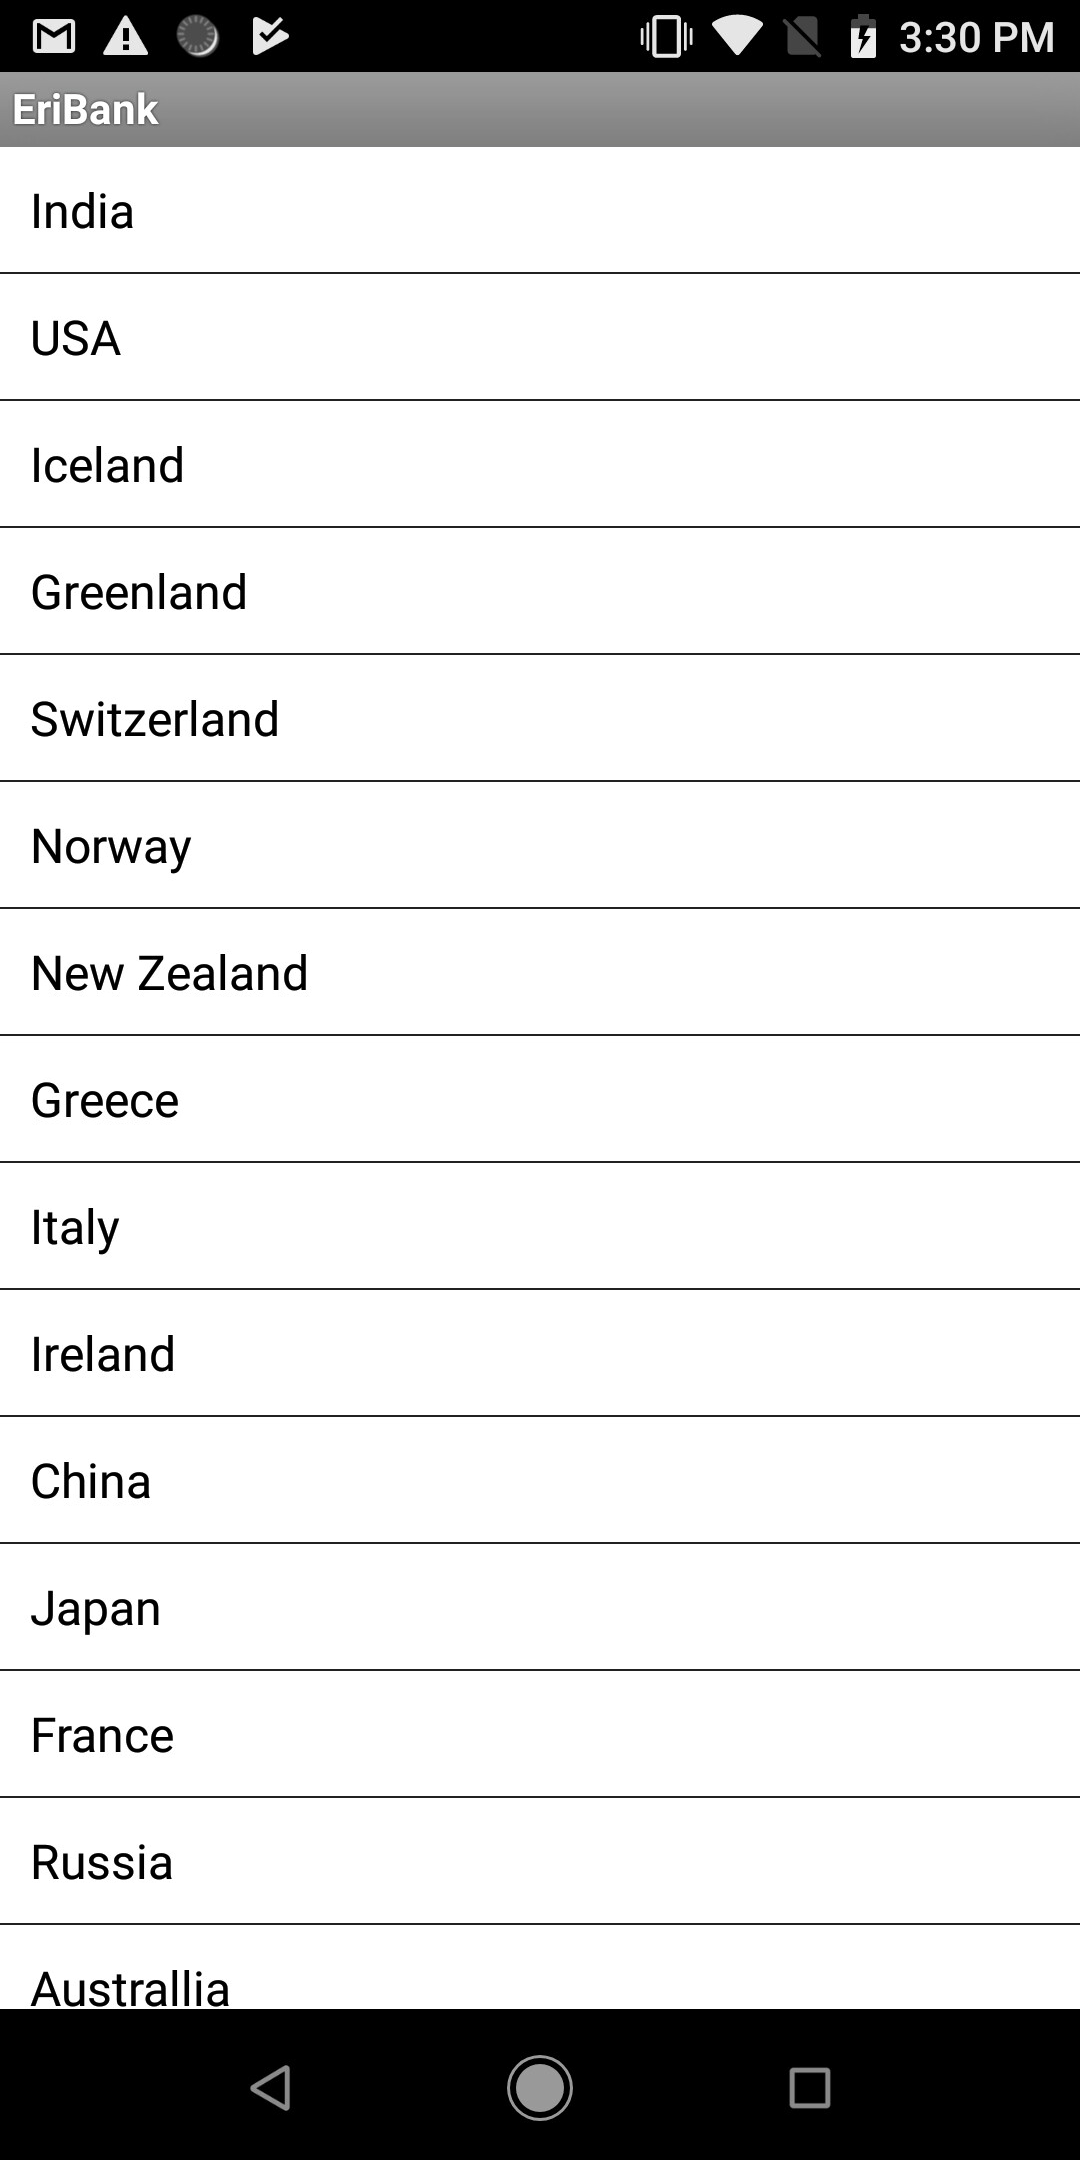 3:30 PM
EriBank
India
USA
Iceland
Greenland
Switzerland
Norway
New Zealand
Greece
Italy
Ireland
China
Japan
France
Russia
Australlia